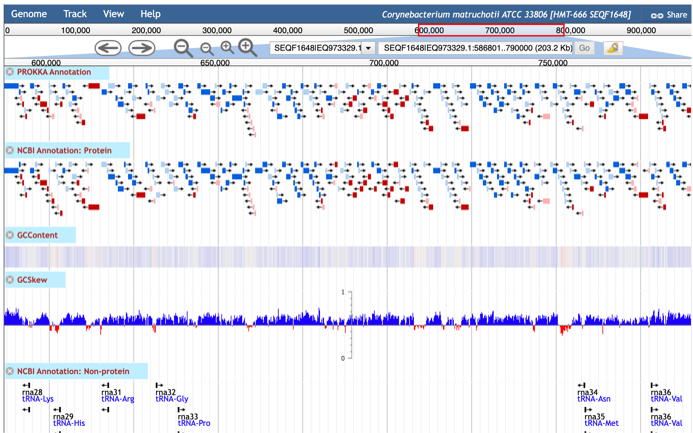 Genome Track View Help Corynebacterium matruchotii ATCC 33806 [HMT-666 SEQF1648] Share
0 100,000 200,000 300,000 400,000 500,000 600,000 700,000 800,000 900,000
SEQF1648|EQ973329.1 SEQF1648|EQ973329.1:586801..790000 (203.2 Kb) Go
600,000 650,000 700,000 750,000
PROKKA Annotation
NCBI Annotation: Protein
GCContent
GCSkew
1
0
NCBI Annotation: Non-protein
rna28 rna31 rna32 rna34 rna36
tRNA-Lys tRNA-Arg tRNA-Gly tRNA-Asn tRNA-Val
rna29 rna33 rna35 rna36
tRNA-His tRNA-Pro tRNA-Met tRNA-Val